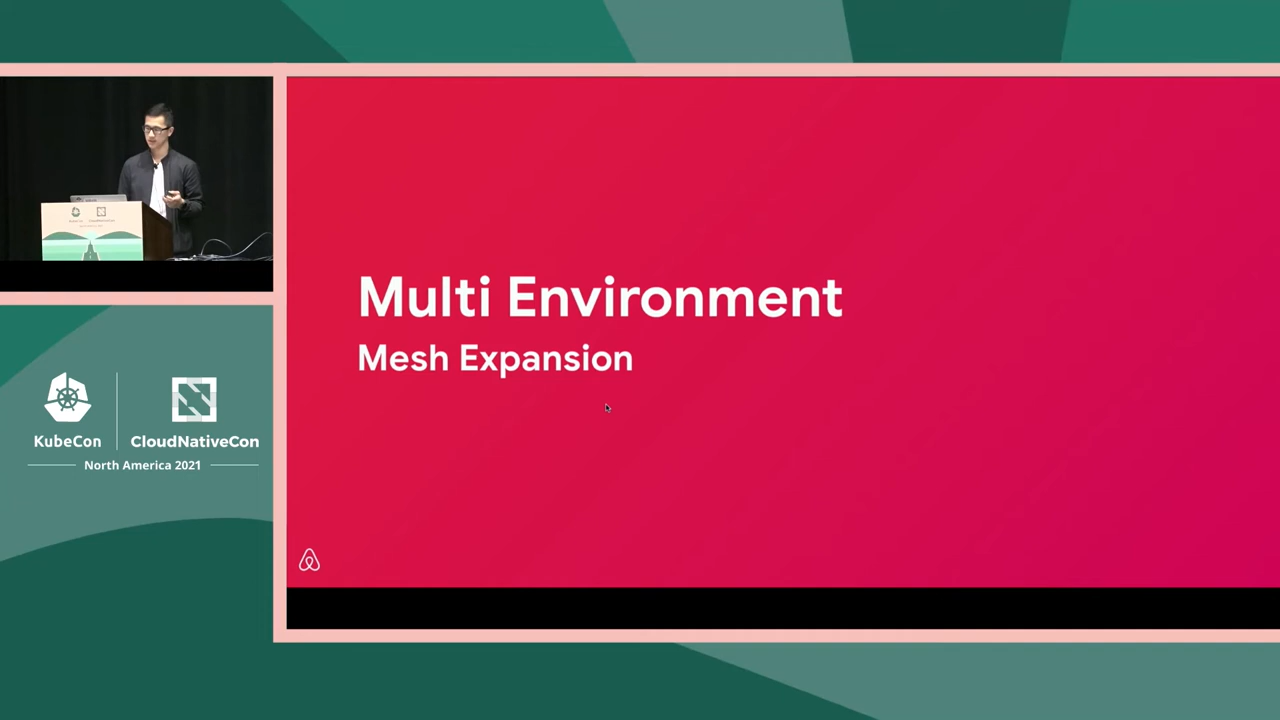 Multi Environment
Mesh Expansion
KubeCon
CloudNativeCon
North America 2021